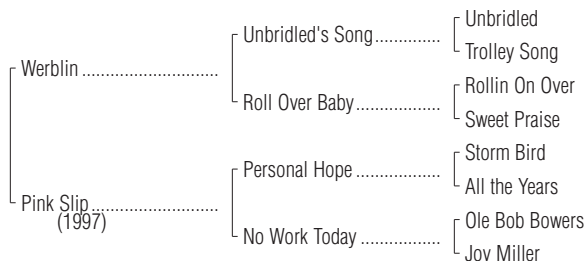 Unbridled
Unbridled's Song
Trolley Song
Werblin
Rollin On Over
Roll Over Baby
Sweet Praise
Storm Bird
Personal Hope
All the Years
Pink Slip
(1997)
Ole Bob Bowers
No Work Today
Joy Miller